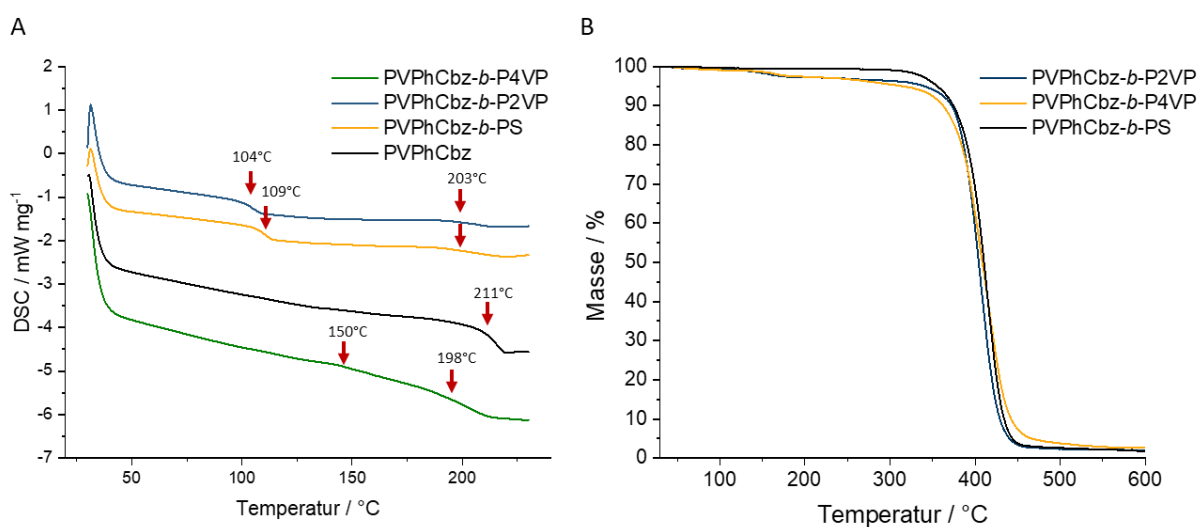 A
2
1
0
-1
-2
-3
-4
-5
-6
-7
DSC / mW mg-1
PVPhCbz-b-P4VP
PVPhCbz-b-P2VP
PVPhCbz-b-PS
PVPhCbz
104°C
109°C
203°C
211°C
150°C
198°C
50
100
150
200
Temperatur / °C
B
100
90
80
70
60
50
40
30
20
10
0
Masse / %
PVPhCbz-b-P2VP
PVPhCbz-b-P4VP
PVPhCbz-b-PS
100
200
300
400
500
600
Temperatur / °C